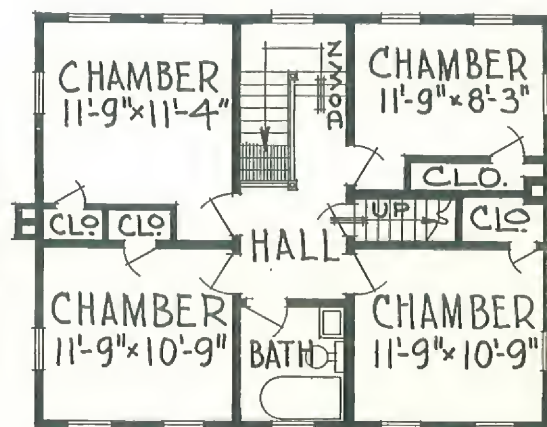 CHAMBER
11'-9"×11'-4"
DOWN
CHAMBER
11'-9"×8'-3"
CLO.
CLO
CLO
UP
CLO
HALL
CHAMBER
11'-9"×10'-9"
BATH
CHAMBER
11'-9"×10'-9"